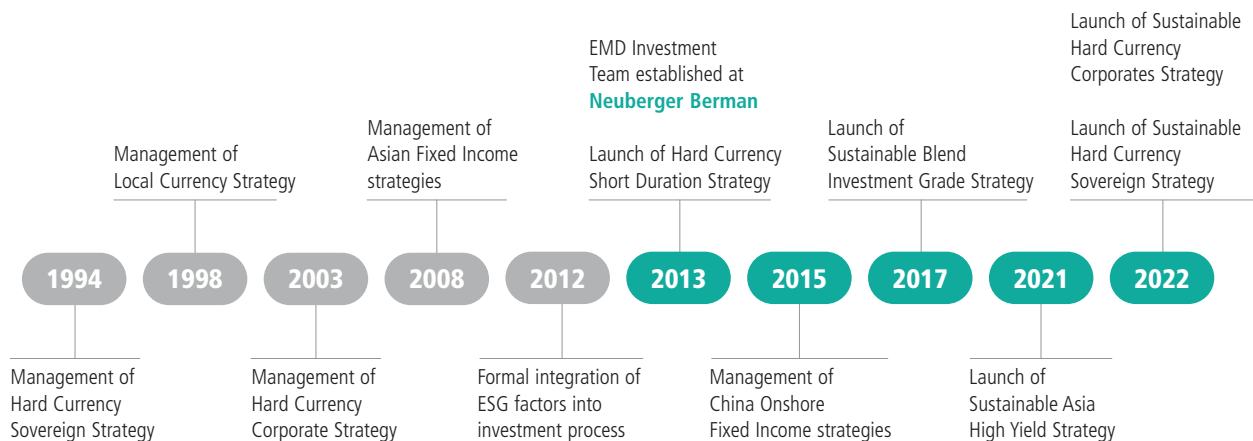 Launch of Sustainable
Hard Currency
Corporates Strategy
EMD Investment
Team established at
Neuberger Berman
Management of
Asian Fixed Income
strategies
Launch of
Sustainable Blend
Investment Grade Strategy
Launch of Sustainable
Hard Currency
Sovereign Strategy
Management of
Local Currency Strategy
Launch of Hard Currency
Short Duration Strategy
1994
1998
2003
2008
2012
2013
2015
2017
2021
2022
Management of
Hard Currency
Sovereign Strategy
Management of
Hard Currency
Corporate Strategy
Formal integration of
ESG factors into
investment process
Management of
China Onshore
Fixed Income strategies
Launch of
Sustainable Asia
High Yield Strategy